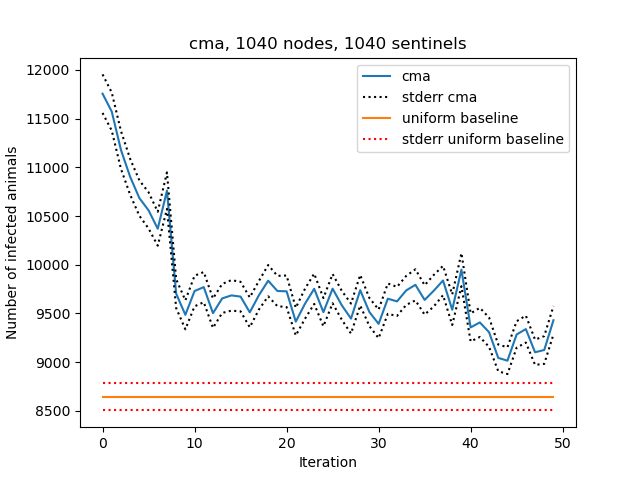 cma, 1040 nodes, 1040 sentinels
cma
stderr cma
uniform baseline
stderr uniform baseline
Number of infected animals
12000
11500
11000
10500
10000
9500
9000
8500
0 10 20 30 40 50
Iteration